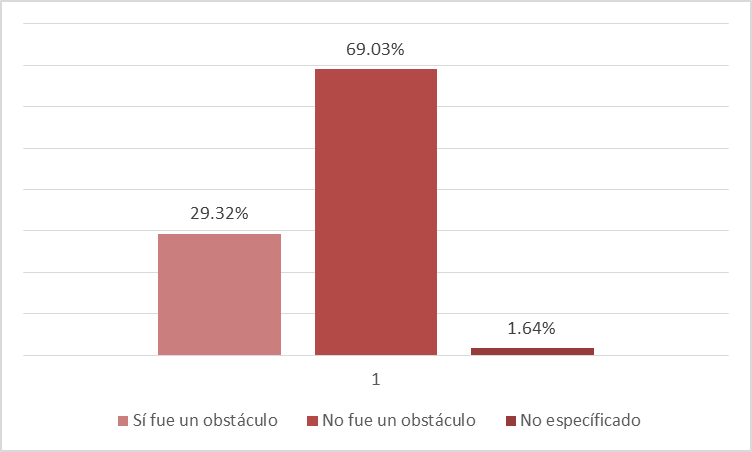 69.03%
29.32%
1.64%
1
Sí fue un obstáculo No fue un obstáculo No específicado